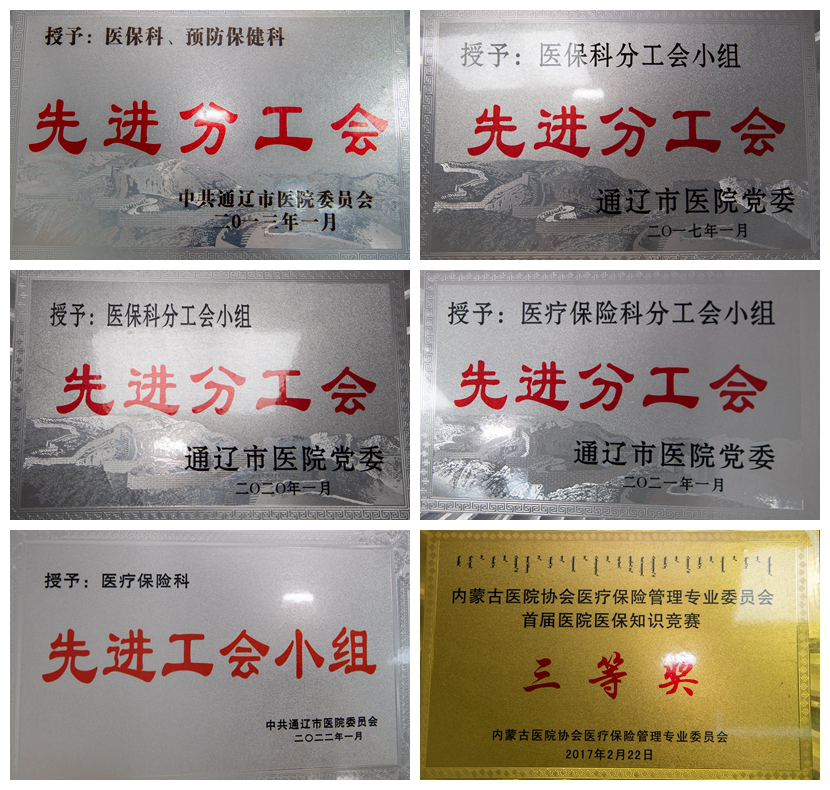 授予：医保科、预防保健科
先进分工会
中共通辽市医院委员会
二0一三年一月
授予：医保科分工会小组
先进分工会
通辽市医院党委
二〇一七年一月
授予：医保科分工会小组
先进分工会
通辽市医院党委
二〇二〇年一月
授予：医疗保险科分工会小组
先进分工会
通辽市医院党委
二〇二一年一月
授予：医疗保险科
先进工会小组
中共通辽市医院委员会
二〇二二年一月
内蒙古医院协会医疗保险管理专业委员会
首届医院医保知识竞赛
三等奖
内蒙古医院协会医疗保险管理专业委员会
2017年2月22日